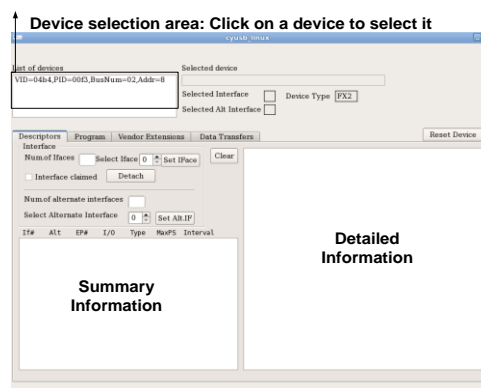 Device selection area: Click on a device to select it
cyusb_linux
List of devices
Selected device
VID=04b4,PID=00f3,BusNum=02,Addr=8
Selected Interface
Device Type FX2
Selected Alt Interface
Descriptors Program Vendor Extensions Data Transfers
Reset Device
Interface
Num.of Ifaces Select Iface 0 Set IFace Clear
Interface claimed Detach
Num.of alternate interfaces
Select Alternate Interface 0 Set Alt.IF
If# Alt EP# I/O Type MaxPS Interval
Detailed
Information
Summary
Information